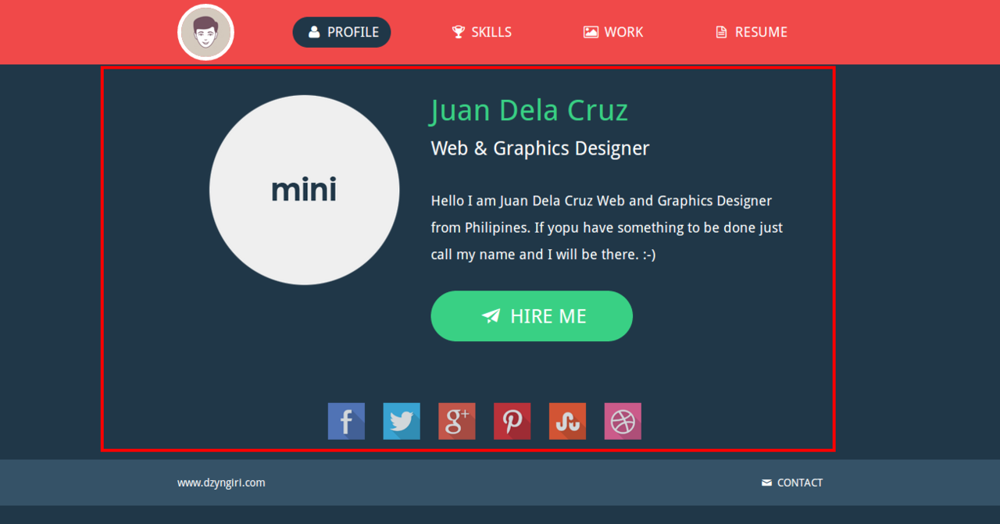 PROFILE
SKILLS
WORK
RESUME
mini
Juan Dela Cruz
Web & Graphics Designer
Hello I am Juan Dela Cruz Web and Graphics Designer
from Philipines. If yopu have something to be done just
call my name and I will be there. :-)
HIRE ME
www.dzyngiri.com
CONTACT